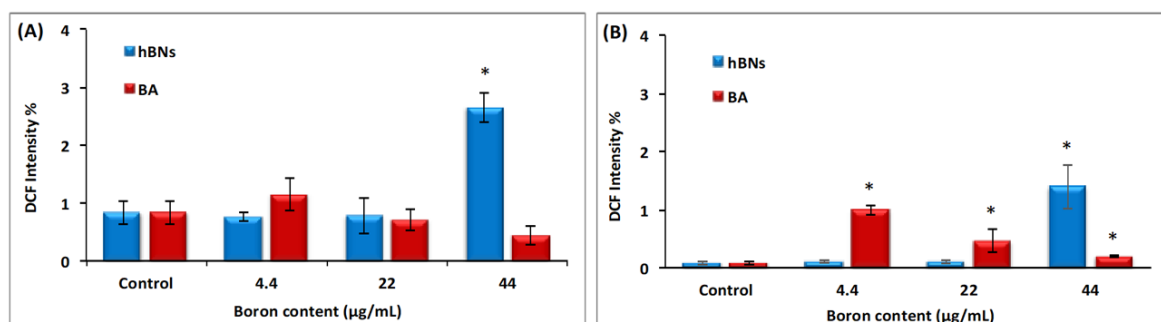 (A)
DCF Intensity %
4
3
2
1
0
hBNs
BA
*
Control 4.4 22 44
Boron content (µg/mL)
(B)
DCF Intensity %
4
3
2
1
0
hBNs
BA
* * * *
Control 4.4 22 44
Boron content (µg/mL)